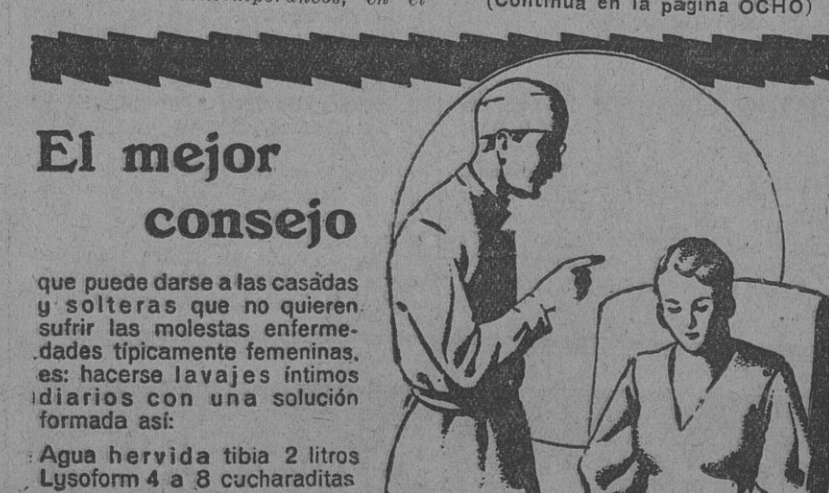 en el
(Continúa en la página OCHO)
El mejor
consejo
que puede darse a las casadas
y solteras que no quieren
sufrir las molestas enferme-
dades típicamente femeninas,
es: hacerse lavajes íntimos
diarios con una solución
formada así:
Agua hervida tibia 2 litros
Lysoform 4 a 8 cucharaditas